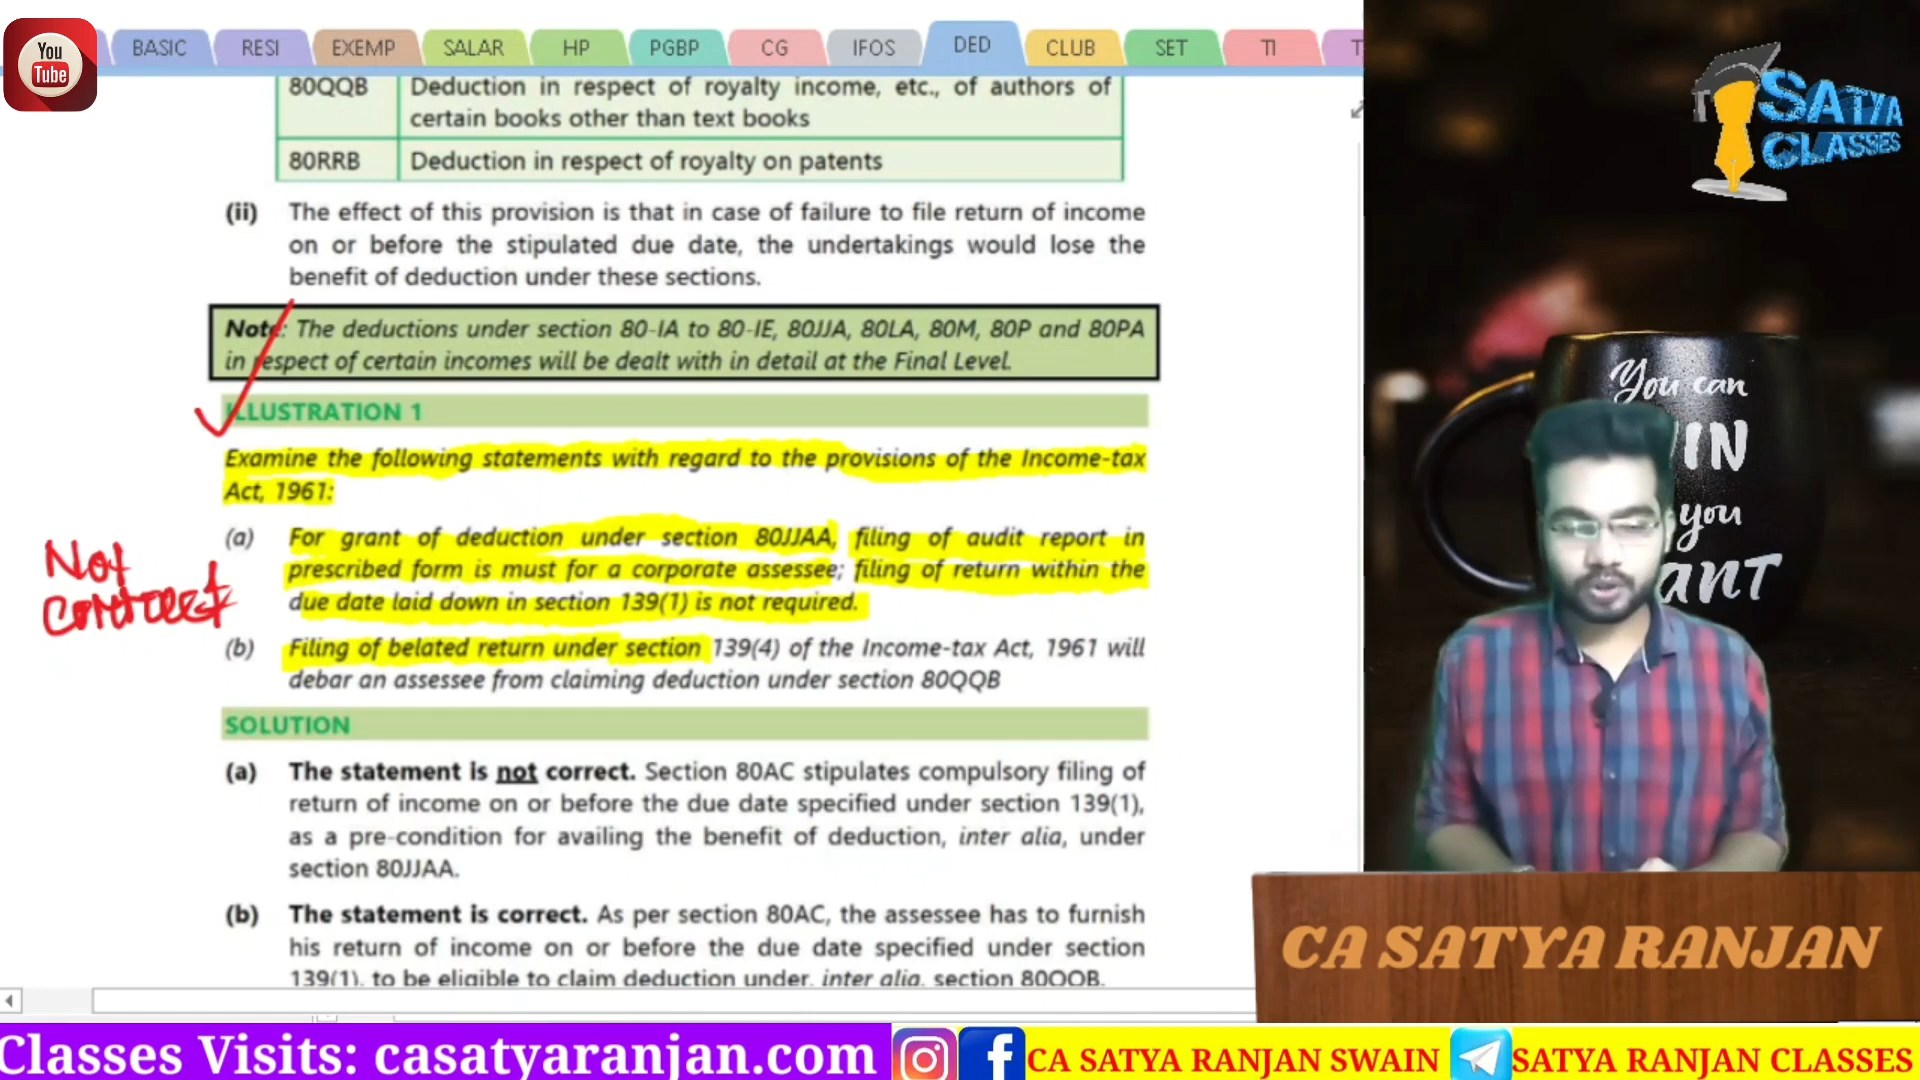 You
Tube
BASIC RESI EXEMP SALAR HP PGBP CG IFOS DED CLUB SET TI T
80QQB Deduction in respect of royalty income, etc., of authors of
certain books other than text books
80RRB Deduction in respect of royalty on patents
(ii) The effect of this provision is that in case of failure to file return of income
on or before the stipulated due date, the undertakings would lose the
benefit of deduction under these sections.
Note: The deductions under section 80-IA to 80-IE, 80JJA, 80LA, 80M, 80P and 80PA
in respect of certain incomes will be dealt with in detail at the Final Level.
ILLUSTRATION 1
Examine the following statements with regard to the provisions of the Income-tax
Act, 1961:
(a) For grant of deduction under section 80JJAA, filing of audit report in
prescribed form is must for a corporate assessee; filing of return within the
due date laid down in section 139(1) is not required.
Not
correct
(b) Filing of belated return under section 139(4) of the Income-tax Act, 1961 will
debar an assessee from claiming deduction under section 80QQB
SOLUTION
(a) The statement is not correct. Section 80AC stipulates compulsory filing of
return of income on or before the due date specified under section 139(1),
as a pre-condition for availing the benefit of deduction, inter alia, under
section 80JJAA.
(b) The statement is correct. As per section 80AC, the assessee has to furnish
his return of income on or before the due date specified under section
139(1), to be eligible to claim deduction under, inter alia, section 80QQB.
SATYA
CLASSES
You can
IN
you
ANT
CA SATYA RANJAN
Classes Visits: casatyaranjan.com
CA SATYA RANJAN SWAIN
SATYA RANJAN CLASSES